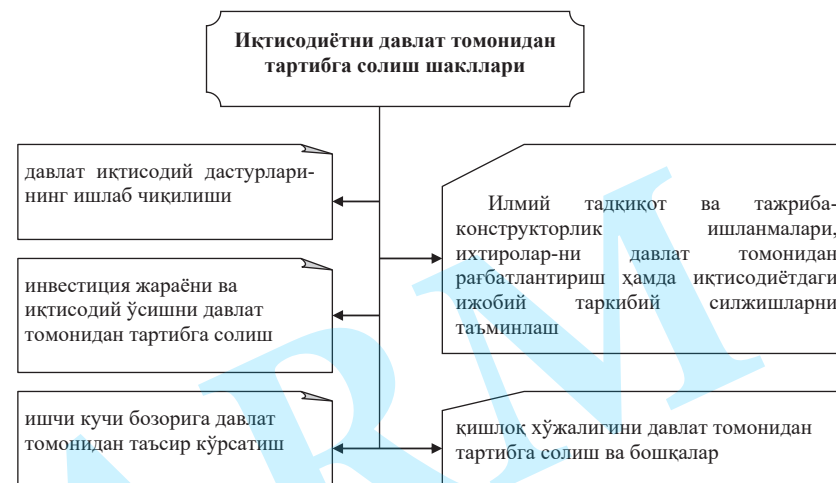 Иқтисодиётни давлат томонидан
тартибга солиш шакллари
давлат иқтисодий дастурлари-
нинг ишлаб чиқилиши
инвестиция жараёни ва
иқтисодий ўсишни давлат
томонидан тартибга солиш
ишчи кучи бозорига давлат
томонидан таъсир кўрсатиш
Илмий тадқиқот ва тажриба-
конструкторлик ишланмалари,
ихтиролар-ни давлат томонидан
рағбатлантириш ҳамда иқтисодиётдаги
ижобий таркибий силжишларни
таъминлаш
қишлоқ хўжалигини давлат томонидан
тартибга солиш ва бошқалар
ARM